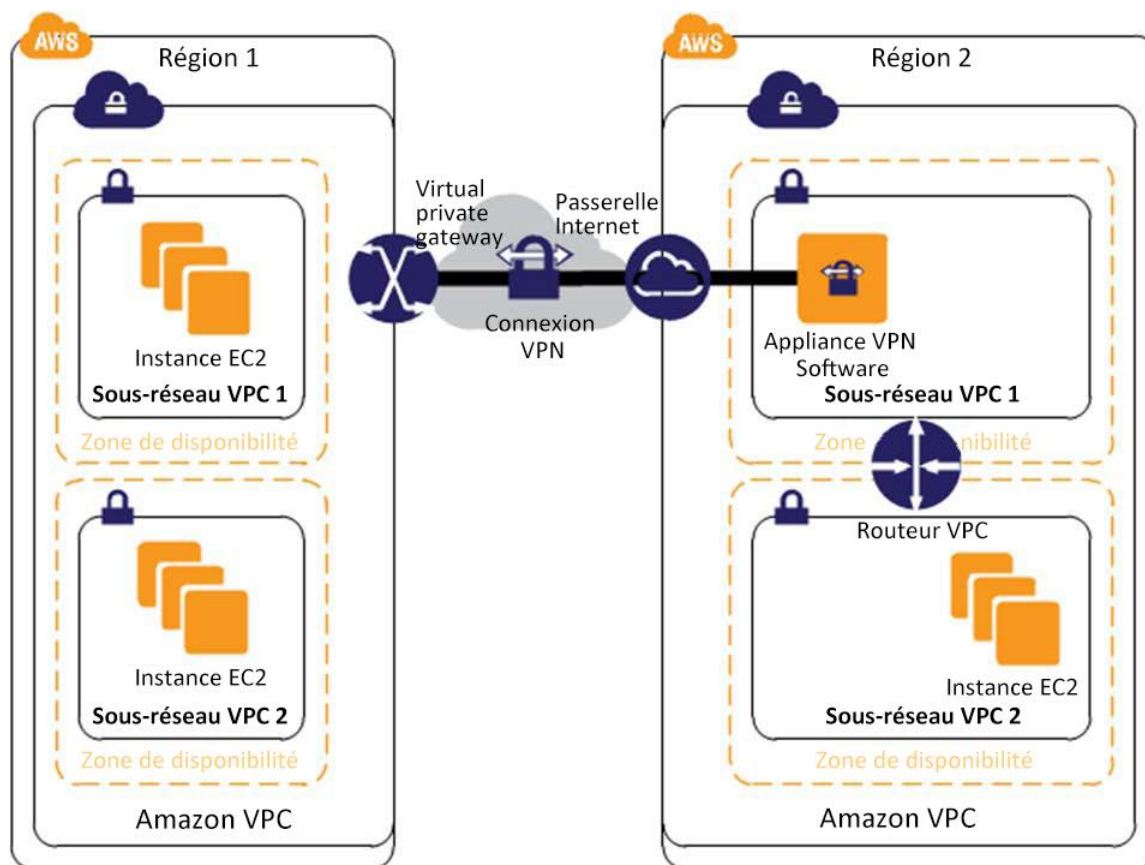 AWS
Région 1
Virtual
private
gateway
Passerelle
Internet
Connexion
VPN
Instance EC2
Sous-réseau VPC 1
Zone de disponibilité
Instance EC2
Sous-réseau VPC 2
Zone de disponibilité
Amazon VPC
AWS
Région 2
Appliance VPN
Software
Sous-réseau VPC 1
Zone nibilité
Routeur VPC
Instance EC2
Sous-réseau VPC 2
Zone de disponibilité
Amazon VPC